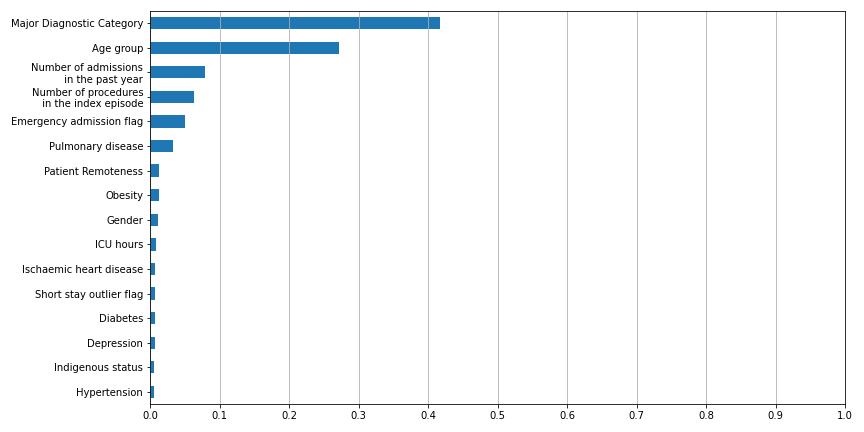 Major Diagnostic Category
Age group
Number of admissions
in the past year
Number of procedures
in the index episode
Emergency admission flag
Pulmonary disease
Patient Remoteness
Obesity
Gender
ICU hours
Ischaemic heart disease
Short stay outlier flag
Diabetes
Depression
Indigenous status
Hypertension
0.0 0.1 0.2 0.3 0.4 0.5 0.6 0.7 0.8 0.9 1.0